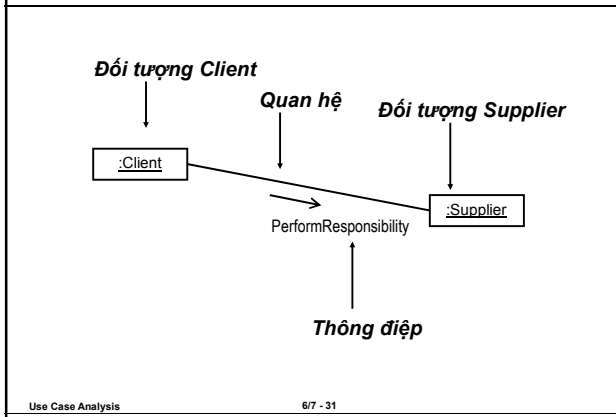 Đối tượng Client
Quan hệ
Đối tượng Supplier
:Client
:Supplier
PerformResponsibility
Thông điệp
Use Case Analysis
6/7 - 31